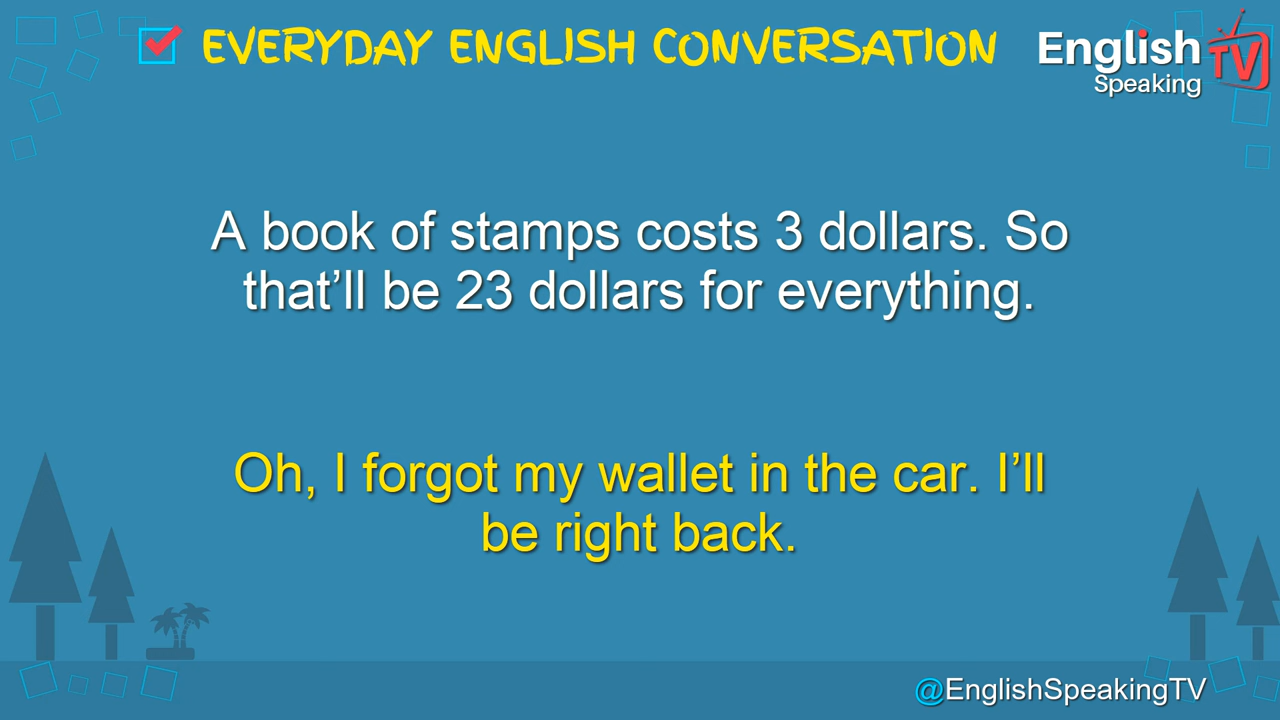 EVERYDAY ENGLISH CONVERSATION
English
TV
Speaking
A book of stamps costs 3 dollars. So
that’ll be 23 dollars for everything.
Oh, I forgot my wallet in the car. I’ll
be right back.
@EnglishSpeakingTV